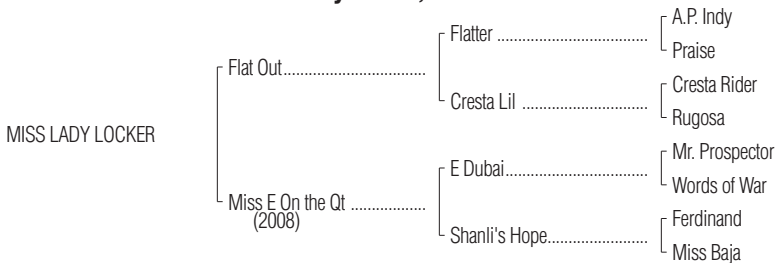 A.P. Indy
Flatter ..........................................
Praise
Flat Out.......................................
Cresta Rider
Cresta Lil ...................................
Rugosa
MISS LADY LOCKER
Mr. Prospector
E Dubai........................................
Words of War
Miss E On the Qt ....................
(2008)
Ferdinand
Shanli's Hope............................
Miss Baja